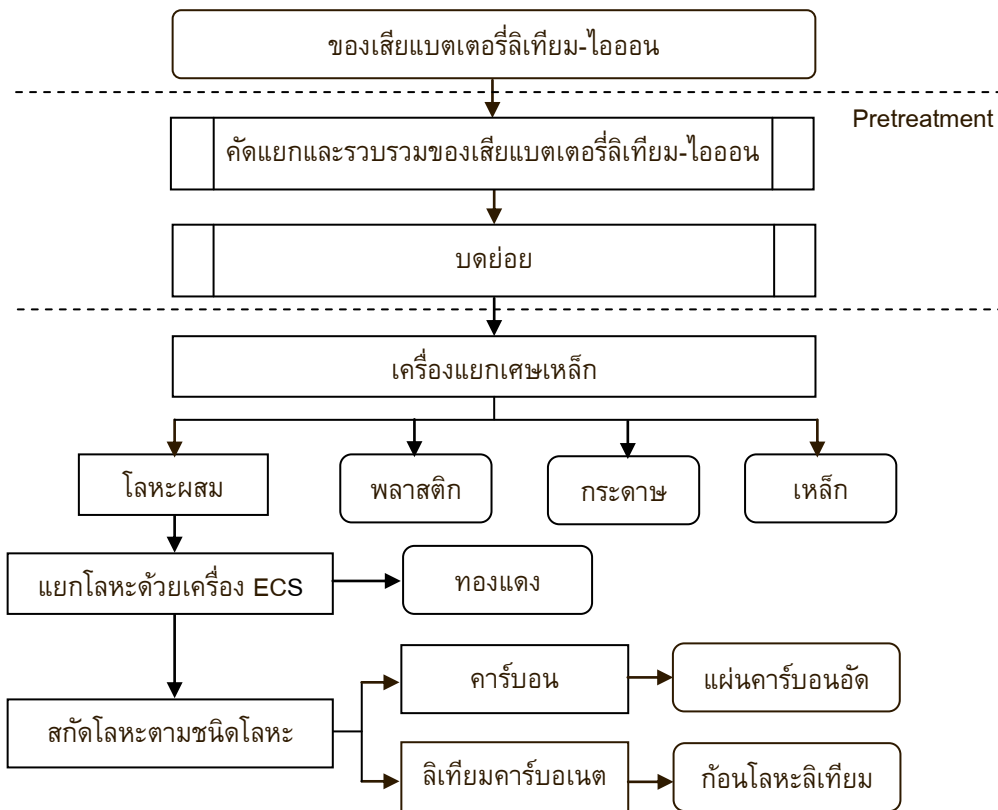 ของเสียแบตเตอรี่ลิเทียม-ไอออน
Pretreatment
คัดแยกและรวบรวมของเสียแบตเตอรี่ลิเทียม-ไอออน
บดย่อย
เครื่องแยกเศษเหล็ก
โลหะผสม
พลาสติก
กระดาษ
เหล็ก
แยกโลหะด้วยเครื่อง ECS
ทองแดง
สกัดโลหะตามชนิดโลหะ
คาร์บอน
แผ่นคาร์บอนอัด
ลิเทียมคาร์บอเนต
ก้อนโลหะลิเทียม